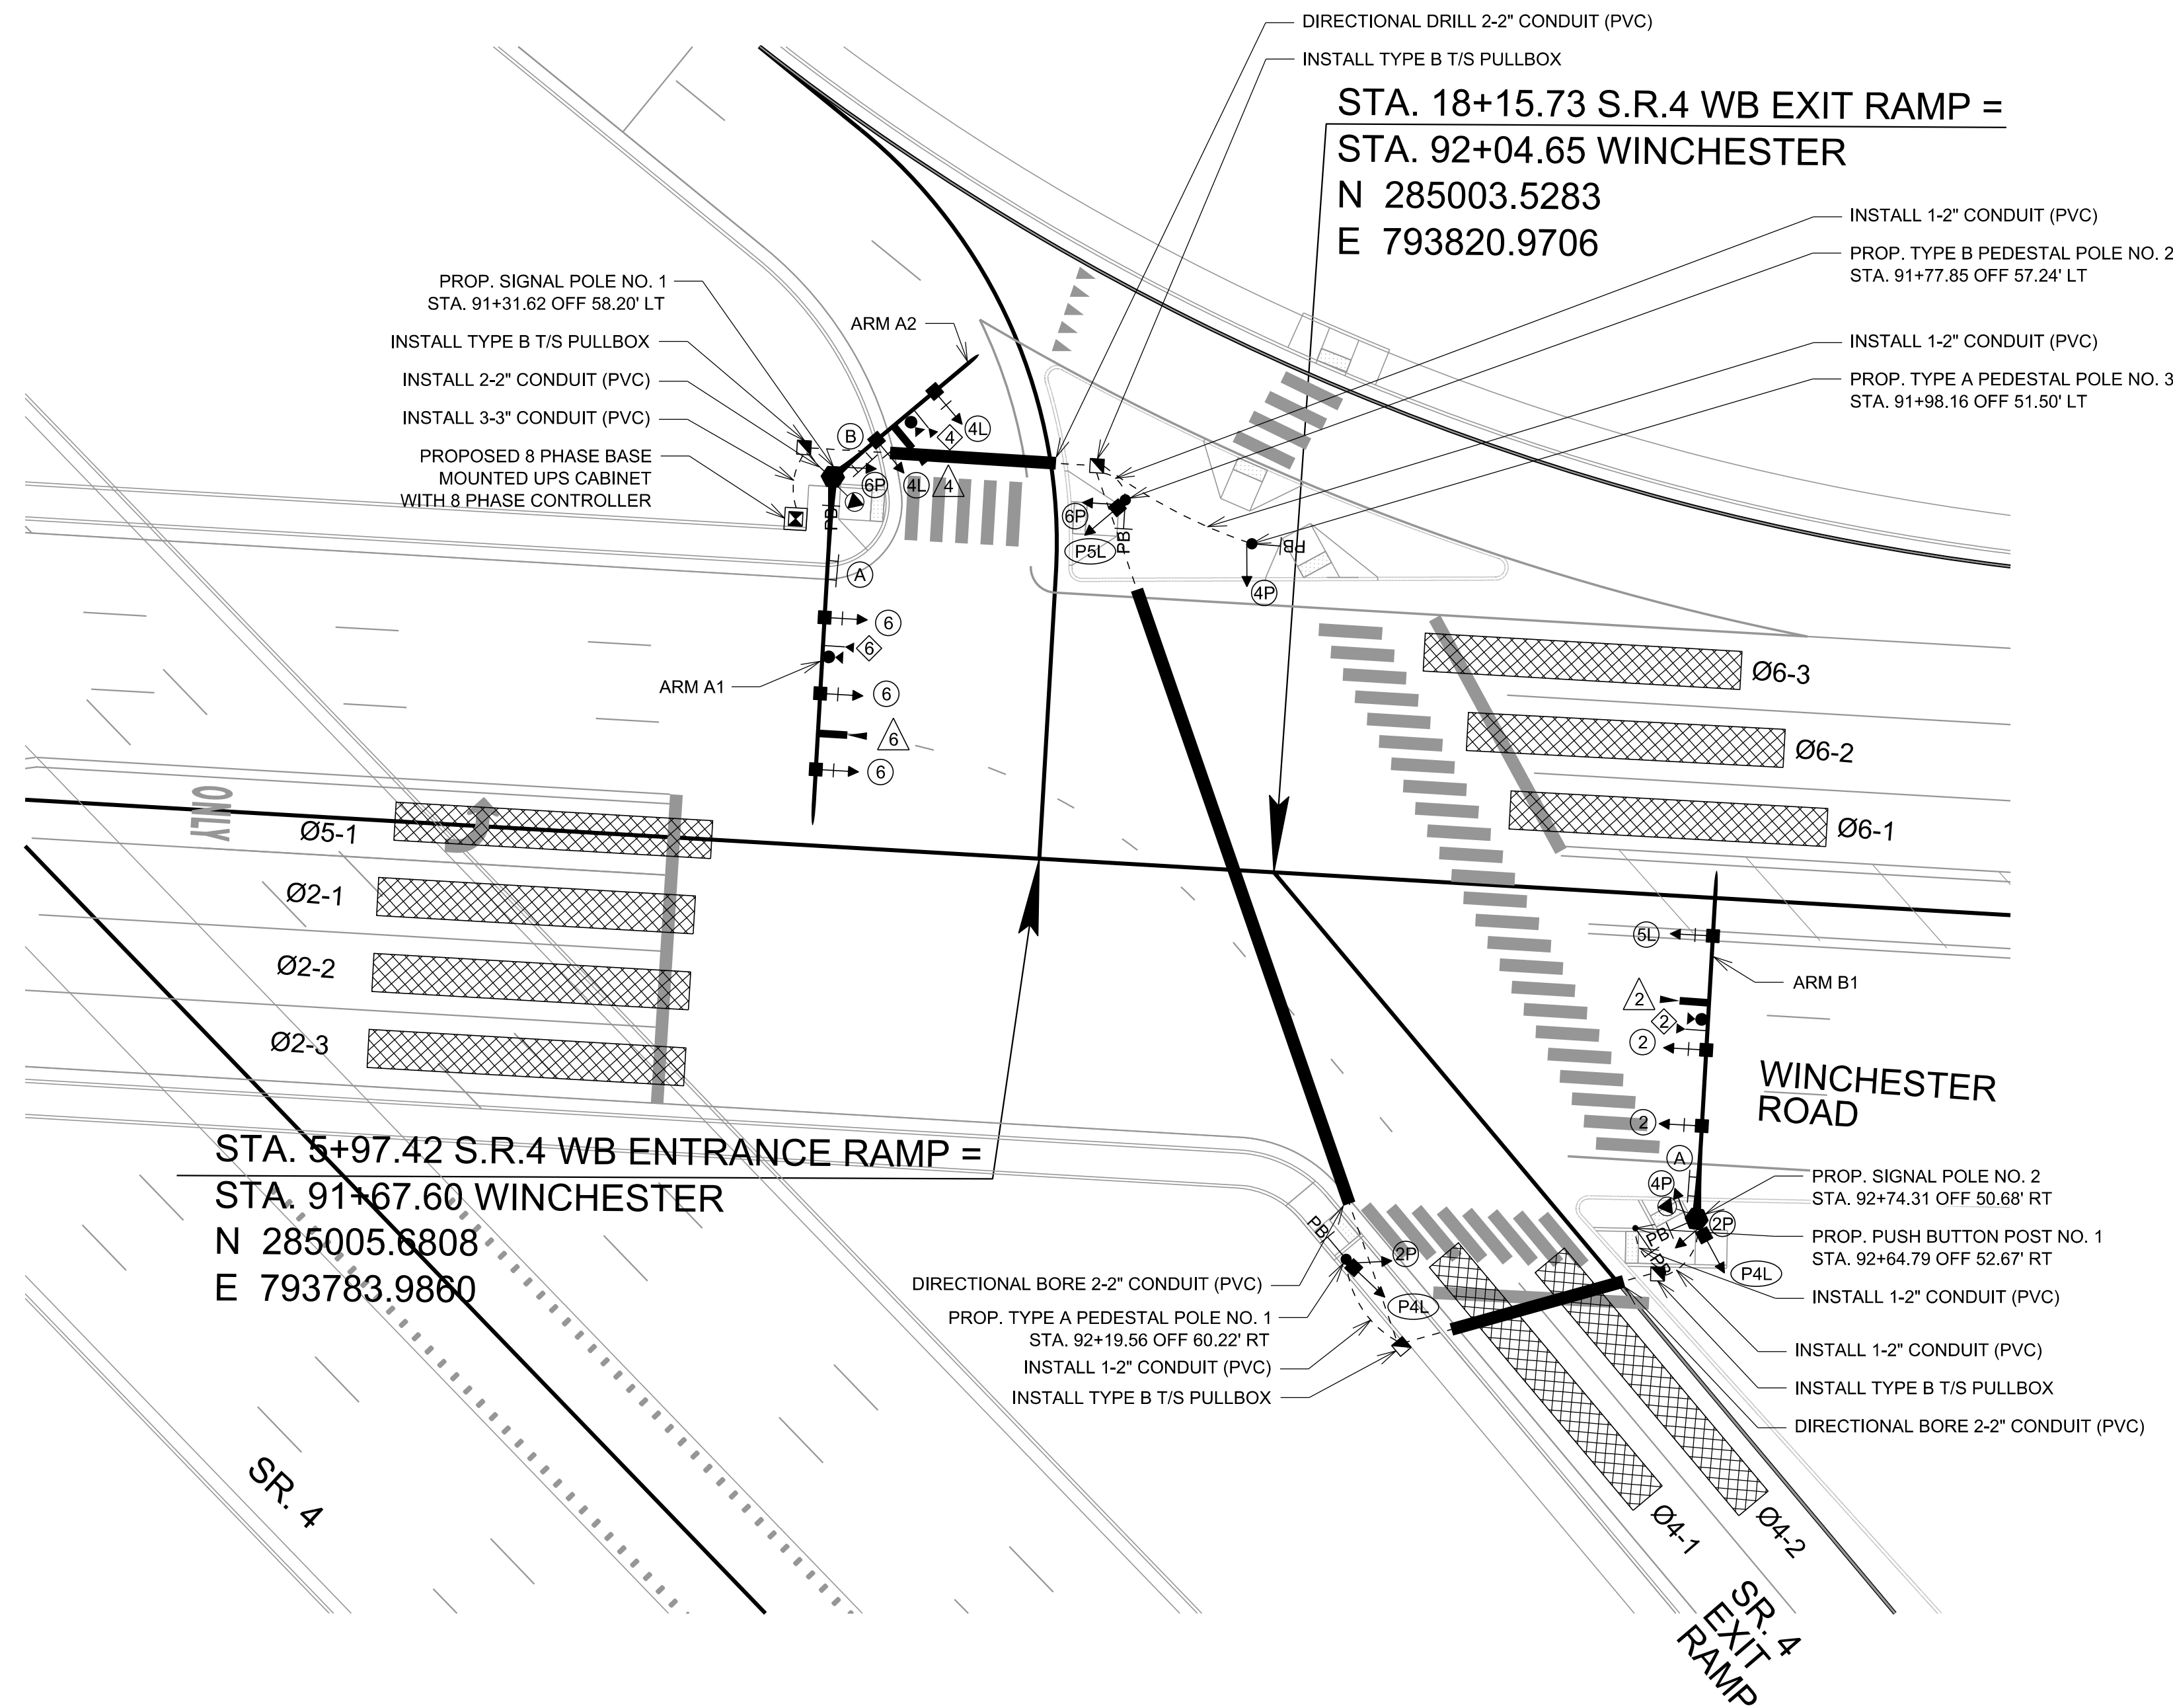 DIRECTIONAL DRILL 2-2" CONDUIT (PVC)
INSTALL TYPE B T/S PULLBOX
STA. 18+15.73 S.R.4 WB EXIT RAMP =
STA. 92+04.65 WINCHESTER
N 285003.5283
E 793820.9706
INSTALL 1-2" CONDUIT (PVC)
PROP. TYPE B PEDESTAL POLE NO. 2
STA. 91+77.85 OFF 57.24' LT
INSTALL 1-2" CONDUIT (PVC)
PROP. TYPE A PEDESTAL POLE NO. 3
STA. 91+98.16 OFF 51.50' LT
PROP. SIGNAL POLE NO. 1
STA. 91+31.62 OFF 58.20' LT
INSTALL TYPE B T/S PULLBOX
INSTALL 2-2" CONDUIT (PVC)
INSTALL 3-3" CONDUIT (PVC)
PROPOSED 8 PHASE BASE
MOUNTED UPS CABINET
WITH 8 PHASE CONTROLLER
ARM A2
B
4
4L
6P
4L
4
PB
A
6
6
ARM A1
6
6
6
6P
P5L
PB
PB
4P
Ø6-3
Ø6-2
Ø6-1
ONLY
Ø5-1
Ø2-1
Ø2-2
Ø2-3
5L
ARM B1
2
2
2
2
WINCHESTER
ROAD
A
4P
2P
PB
PB
P4L
PROP. SIGNAL POLE NO. 2
STA. 92+74.31 OFF 50.68' RT
PROP. PUSH BUTTON POST NO. 1
STA. 92+64.79 OFF 52.67' RT
INSTALL 1-2" CONDUIT (PVC)
INSTALL 1-2" CONDUIT (PVC)
INSTALL TYPE B T/S PULLBOX
DIRECTIONAL BORE 2-2" CONDUIT (PVC)
STA. 5+97.42 S.R.4 WB ENTRANCE RAMP =
STA. 91+67.60 WINCHESTER
N 285005.6808
E 793783.9860
PB
2P
P4L
DIRECTIONAL BORE 2-2" CONDUIT (PVC)
PROP. TYPE A PEDESTAL POLE NO. 1
STA. 92+19.56 OFF 60.22' RT
INSTALL 1-2" CONDUIT (PVC)
INSTALL TYPE B T/S PULLBOX
Ø4-1
Ø4-2
SR. 4
SR. 4
EXIT
RAMP